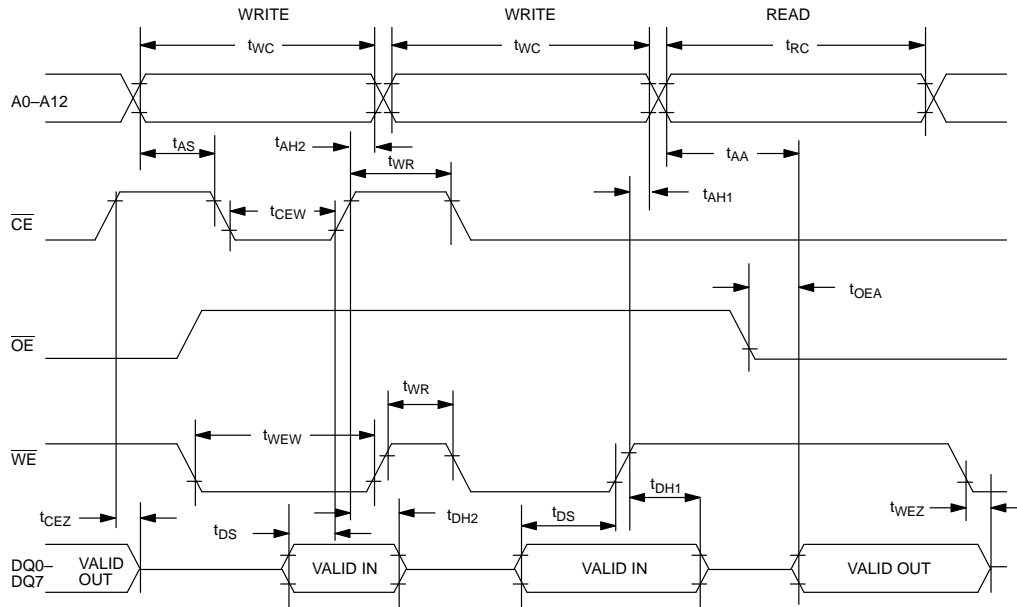 WRITE WRITE READ
tWC tWC tRC
A0–A12
tAS tAH2 tWR tAA
tAH1
CE tCEW
tOEA
OE
tWR
tWEW
WE
tCEZ tDS tDH2 tDS tDH1 tWEZ
DQ0–DQ7 VALID OUT VALID IN VALID IN VALID OUT